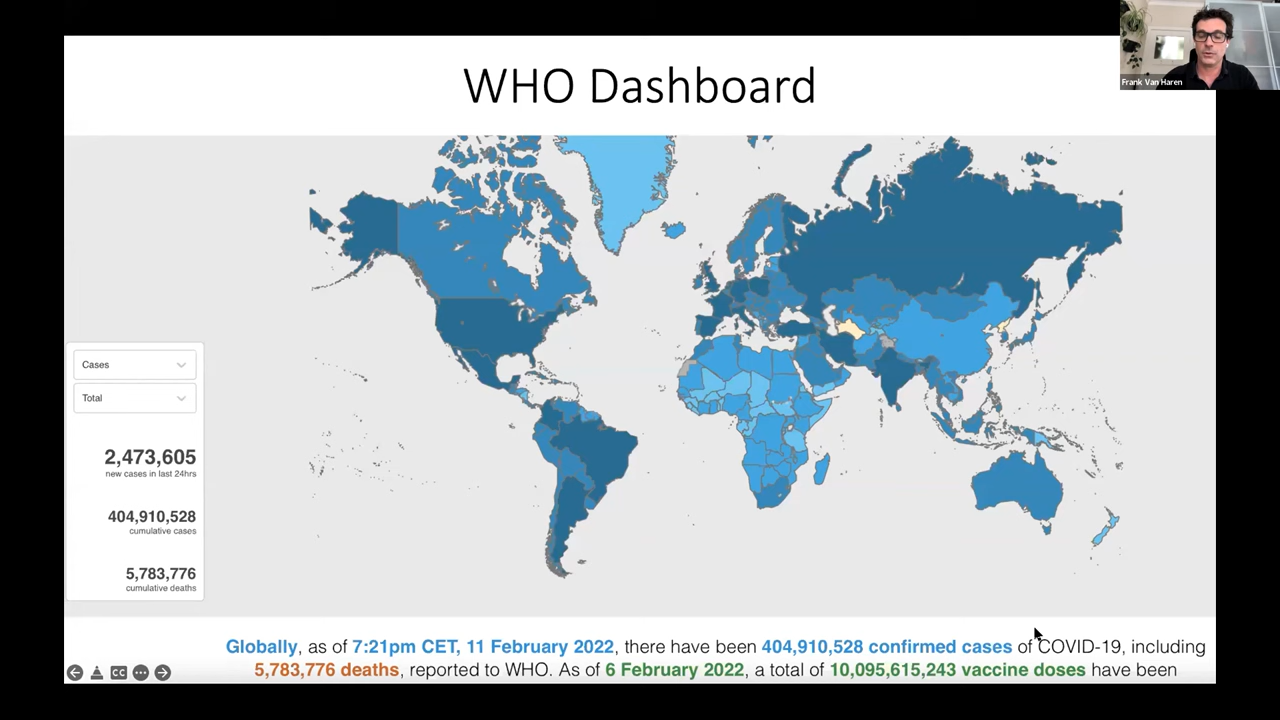 WHO Dashboard
Frank Van Haren
Cases
Total
2,473,605
new cases in last 24hrs
404,910,528
cumulative cases
5,783,776
cumulative deaths
Globally, as of 7:21pm CET, 11 February 2022, there have been 404,910,528 confirmed cases of COVID-19, including
5,783,776 deaths, reported to WHO. As of 6 February 2022, a total of 10,095,615,243 vaccine doses have been
CC